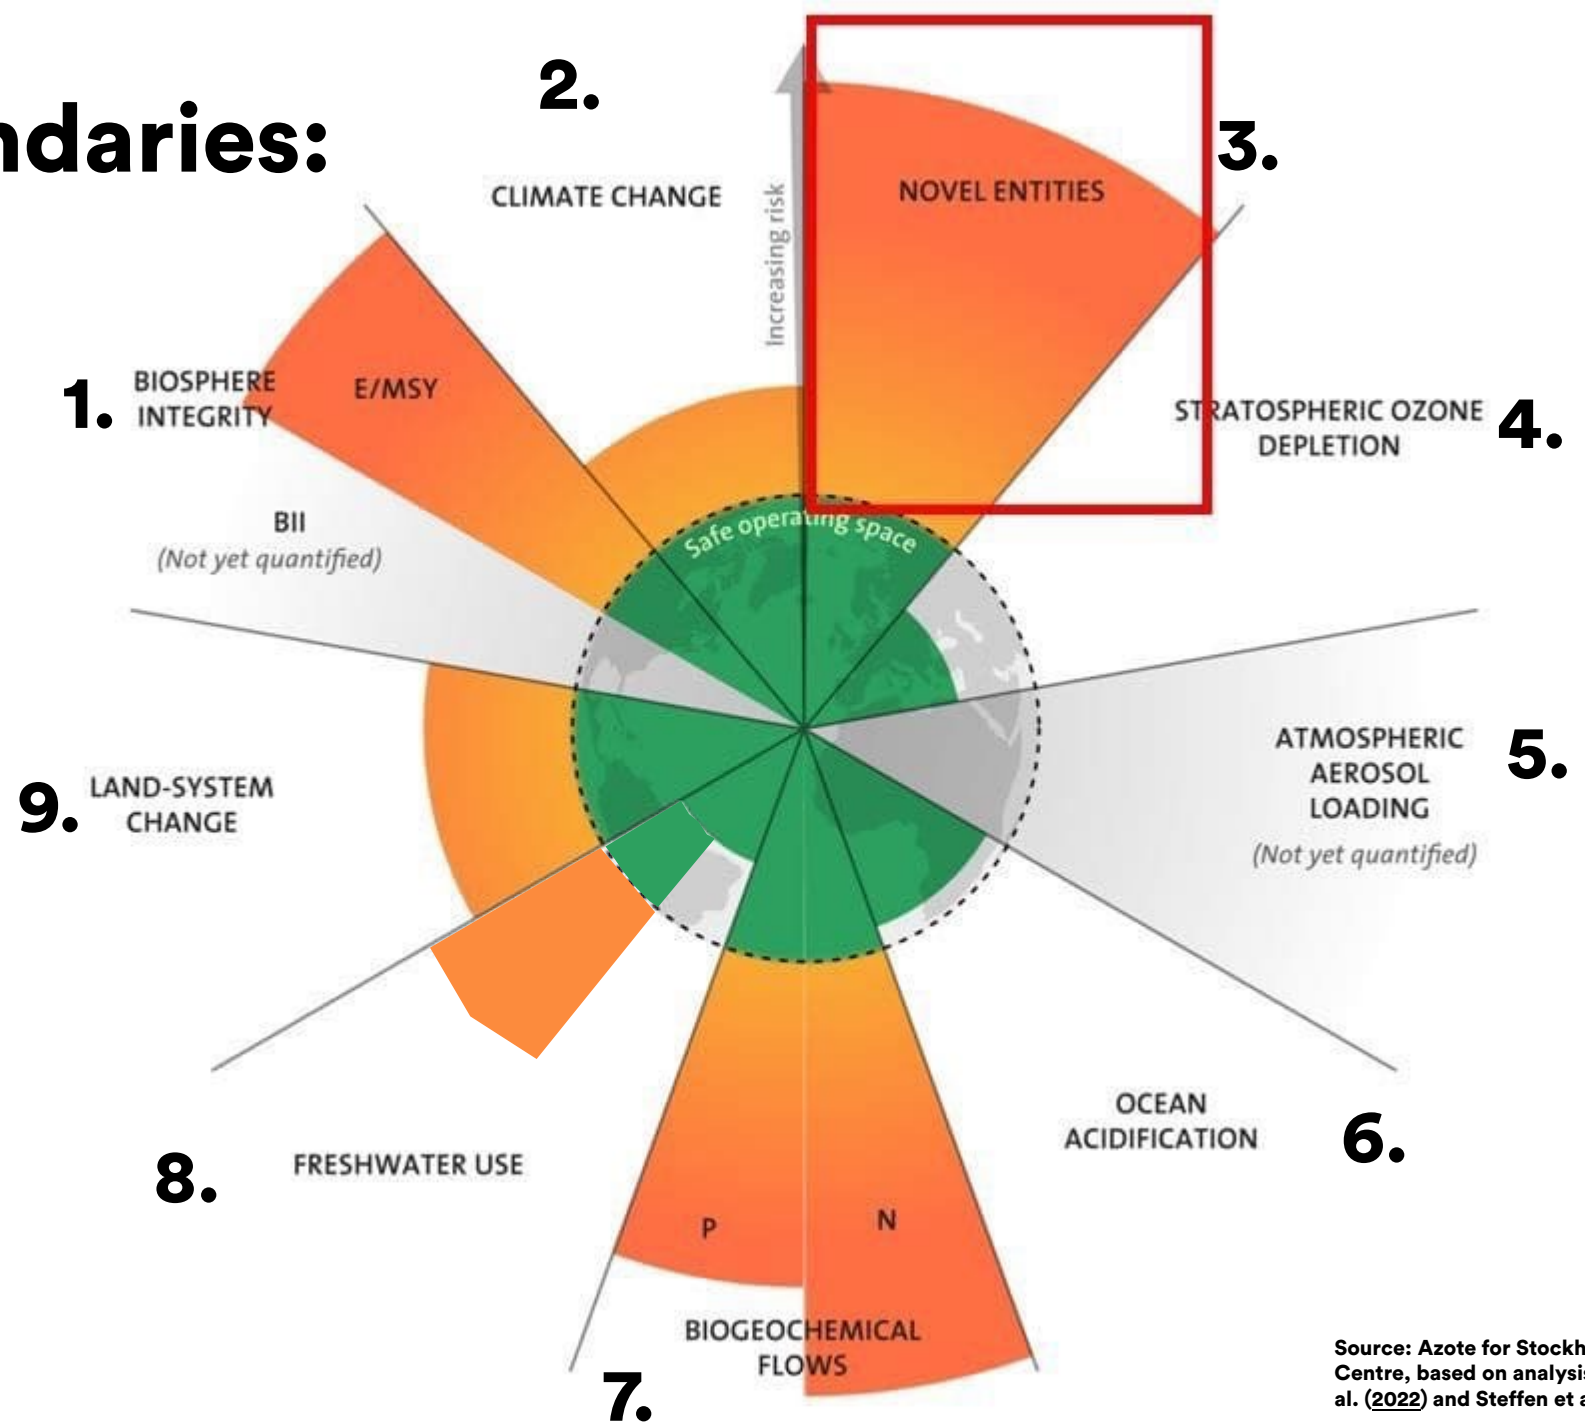 ndaries:
2.
CLIMATE CHANGE
Increasing risk
NOVEL ENTITIES
3.
1.
BIOSPHERE
INTEGRITY
E/MSY
BII
(Not yet quantified)
STRATOSPHERIC OZONE
DEPLETION
4.
Safe operating space
ATMOSPHERIC
AEROSOL
LOADING
(Not yet quantified)
5.
9.
LAND-SYSTEM
CHANGE
OCEAN
ACIDIFICATION
6.
8.
FRESHWATER USE
P
N
BIOGEOCHEMICAL
FLOWS
7.
Source: Azote for Stockh
Centre, based on analysis
al. (2022) and Steffen et a